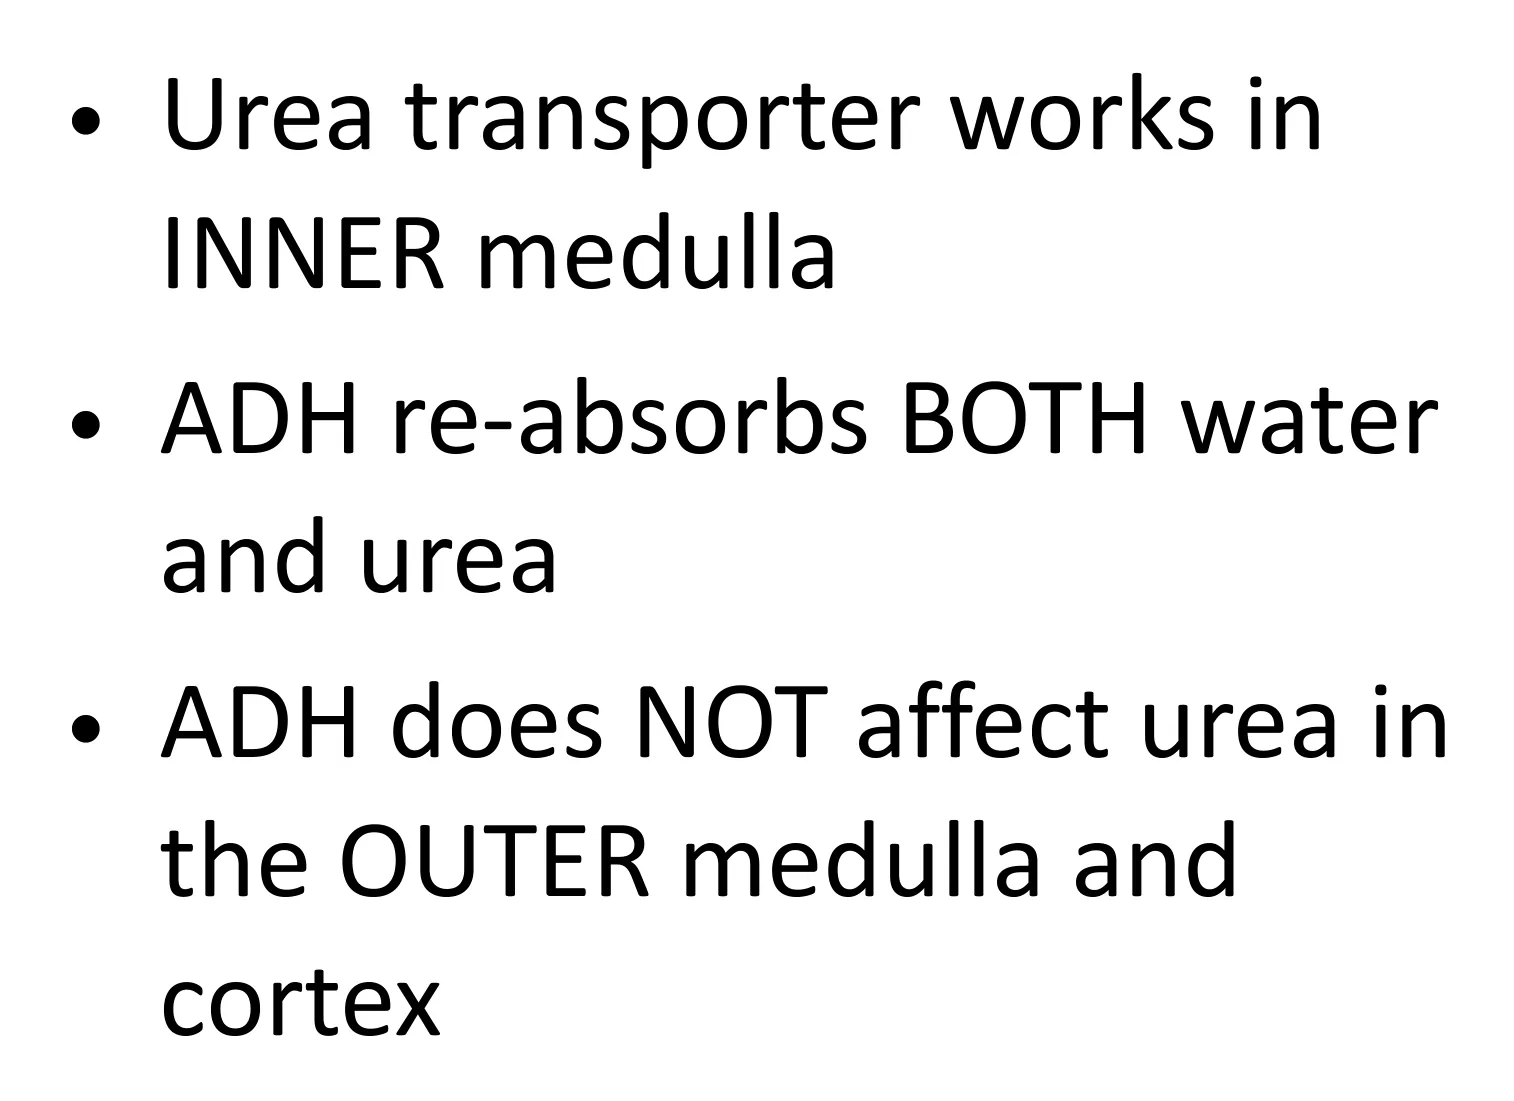 • Urea transporter works in
INNER medulla
• ADH re-absorbs BOTH water
and urea
• ADH does NOT affect urea in
the OUTER medulla and
cortex